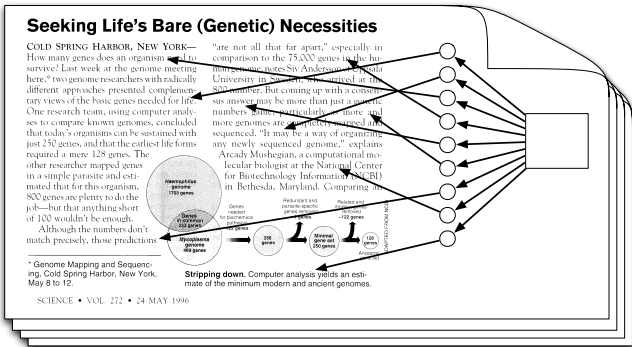 Seeking Life's Bare (Genetic) Necessities
COLD SPRING HARBOR, NEW YORK—
How many genes does an organism need to
survive? Last week at the genome meeting
here,* two genome researchers with radically
different approaches presented complemen-
tary views of the basic genes needed for life.
One research team, using computer analy-
ses to compare known genomes, concluded
that today's organisms can be sustained with
just 250 genes, and that the earliest life forms
required a mere 128 genes. The
other researcher mapped genes
in a simple parasite and esti-
mated that for this organism,
800 genes are plenty to do the
job—but that anything short
of 100 wouldn't be enough.
Although the numbers don't
match precisely, those predictions
* Genome Mapping and Sequenc-
ing, Cold Spring Harbor, New York,
May 8 to 12.
"are not all that far apart," especially in
comparison to the 75,000 genes in the hu-
man genome, notes Siv Andersson of Uppsala
University in Sweden, who arrived at the
800 number. But coming up with a consen-
sus answer may be more than just a genetic
numbers game, particularly as more and
more genomes are completely mapped and
sequenced. "It may be a way of organizing
any newly sequenced genome," explains
Arcady Mushegian, a computational mo-
lecular biologist at the National Center
for Biotechnology Information (NCBI)
in Bethesda, Maryland. Comparing an
Haemophilus
genome
1703 genes
Genes
in common
233 genes
Mycoplasma
genome
469 genes
Genes
needed
for biochemical
pathways
+22 genes
256
genes
Redundant and
parasite-specific
genes removed
genes
Minimal
gene set
250 genes
Related and
modern genes
removed
–122 genes
128
genes
Ancestral
gene set
ADAPTED FROM NCBI
Stripping down. Computer analysis yields an esti-
mate of the minimum modern and ancient genomes.
SCIENCE • VOL. 272 • 24 MAY 1996